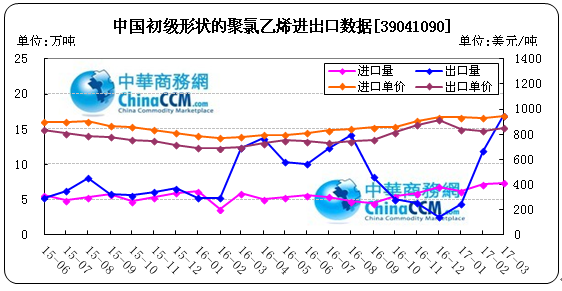 中国初级形状的聚氯乙烯进出口数据[39041090]
单位:万吨
单位:美元/吨
进口量
出口量
进口单价
出口单价
中華商務網
ChinaCCM.com
China Commodity Marketplace
中華商務網
ChinaCCM.com
China Commodity Marketplace
25
20
15
10
5
0
1400
1200
1000
800
600
400
200
0
15-06
15-07
15-08
15-09
15-10
15-11
15-12
16-01
16-02
16-03
16-04
16-05
16-06
16-07
16-08
16-09
16-10
16-11
16-12
17-01
17-02
17-03